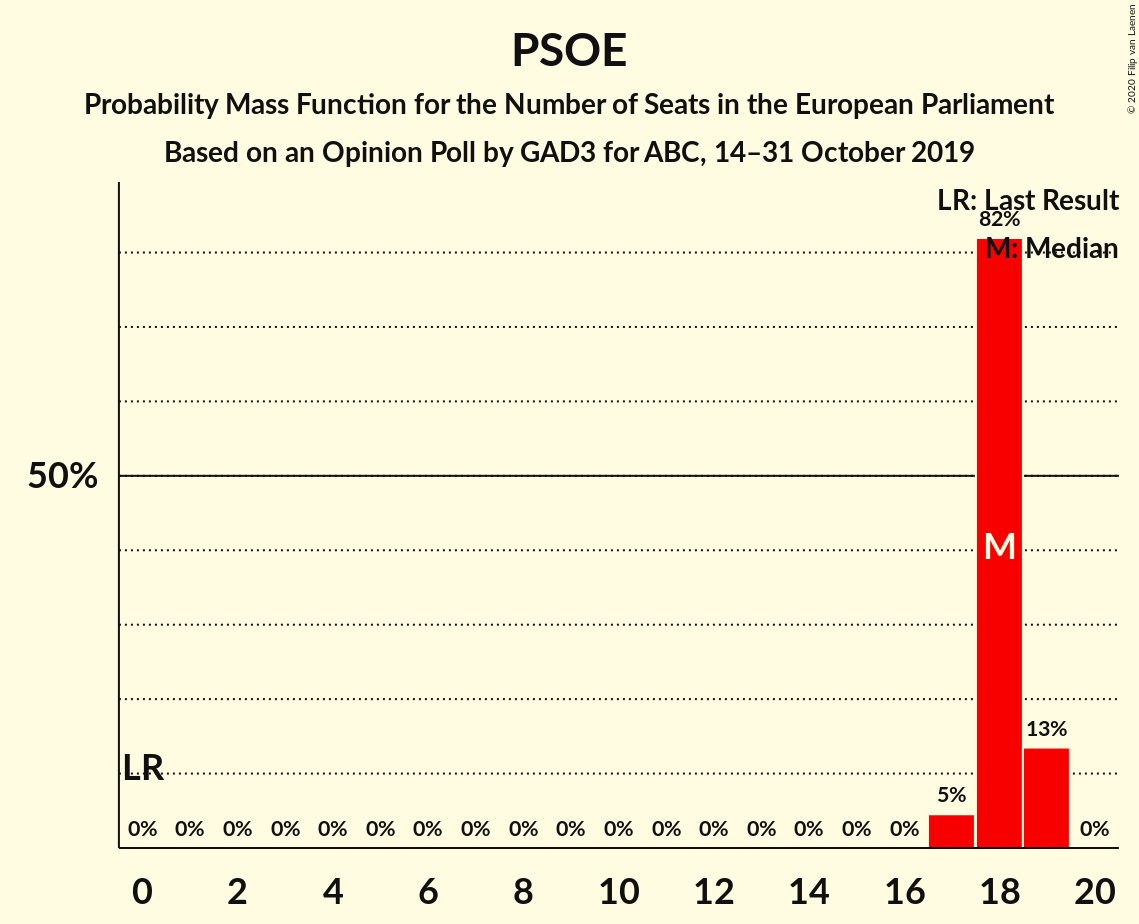 PSOE
Probability Mass Function for the Number of Seats in the European Parliament
Based on an Opinion Poll by GAD3 for ABC, 14–31 October 2019
© 2020 Filip van Laenen
LR: Last Result
82%
M: Median
50%
M
13%
LR
5%
0% 0% 0% 0% 0% 0% 0% 0% 0% 0% 0% 0% 0% 0% 0% 0% 0% 0%
0 2 4 6 8 10 12 14 16 18 20